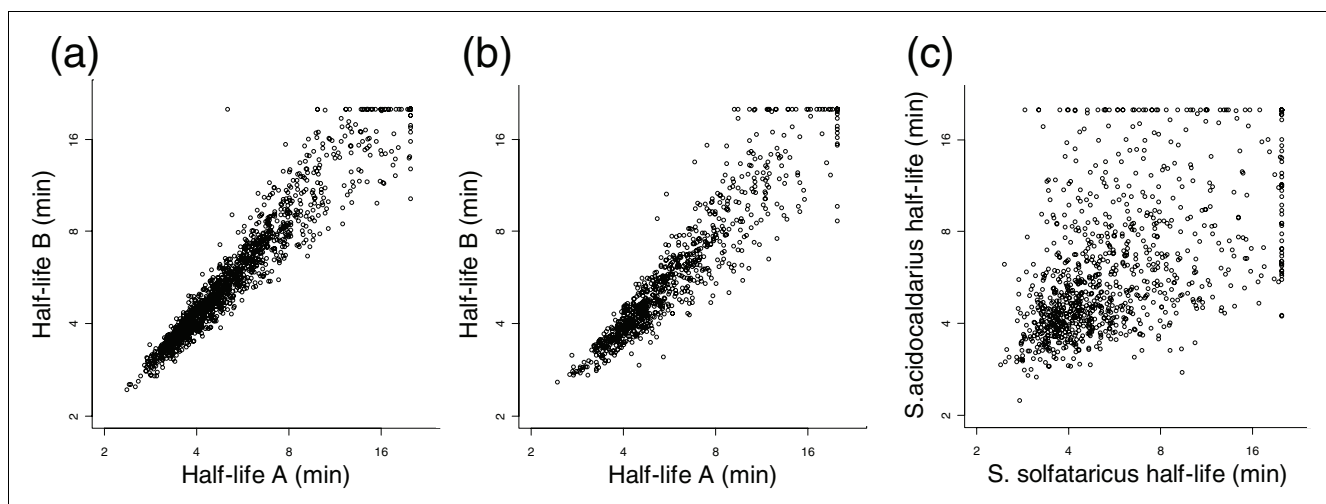 (a)
Half-life B (min)
16
8
4
2
2 4 8 16
Half-life A (min)
(b)
Half-life B (min)
16
8
4
2
2 4 8 16
Half-life A (min)
(c)
S.acidocaldarius half-life (min)
16
8
4
2
2 4 8 16
S. solfataricus half-life (min)